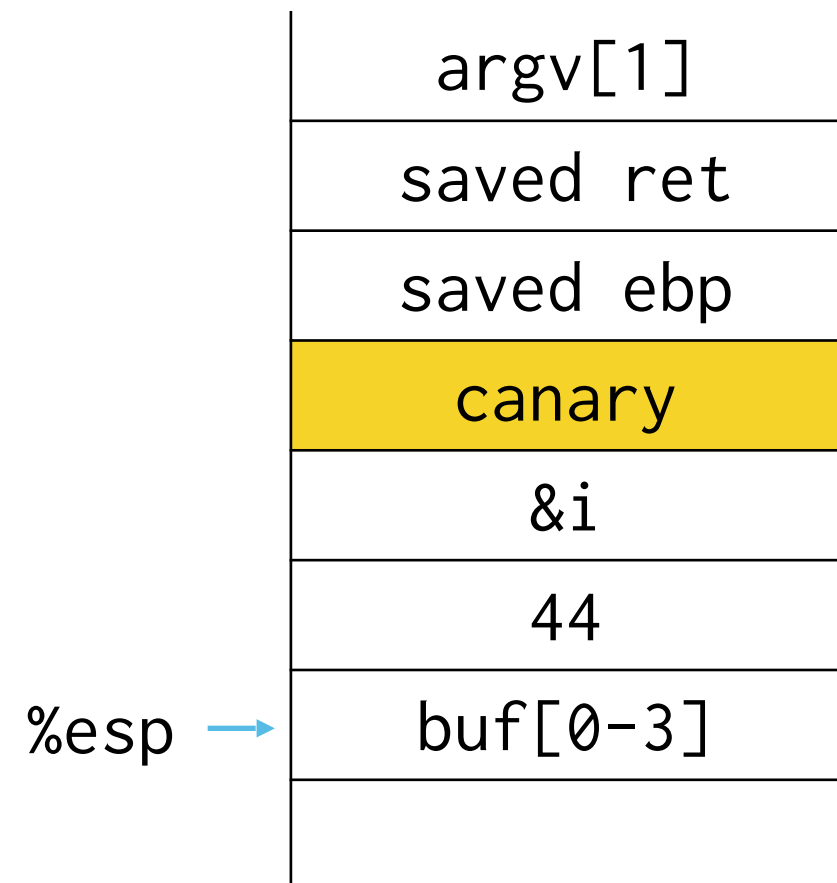 argv[1]
saved ret
saved ebp
canary
&i
44
%esp → buf[0-3]